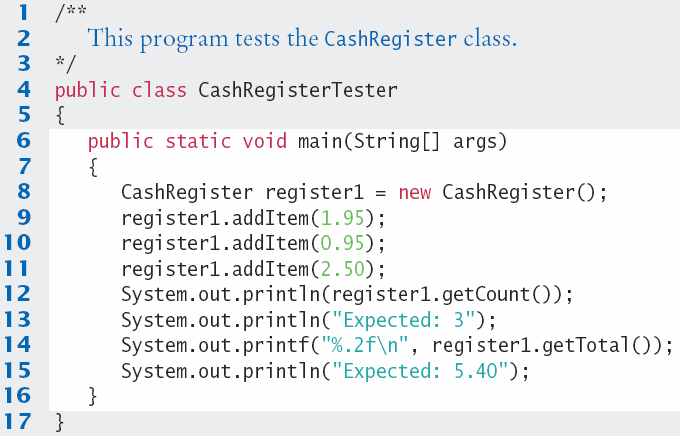 1 /**
2 This program tests the CashRegister class.
3 */
4 public class CashRegisterTester
5 {
6 public static void main(String[] args)
7 {
8 CashRegister register1 = new CashRegister();
9 register1.addItem(1.95);
10 register1.addItem(0.95);
11 register1.addItem(2.50);
12 System.out.println(register1.getCount());
13 System.out.println("Expected: 3");
14 System.out.printf("%.2f\n", register1.getTotal());
15 System.out.println("Expected: 5.40");
16 }
17 }